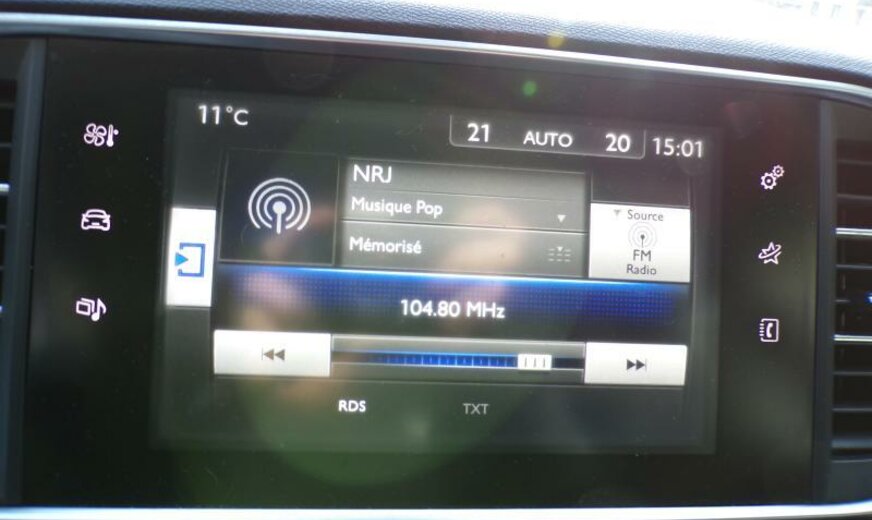 11°C
21 AUTO 20 15:01
NRJ
Musique Pop
Mémorisé
Source
FM
Radio
104.80 MHz
RDS TXT